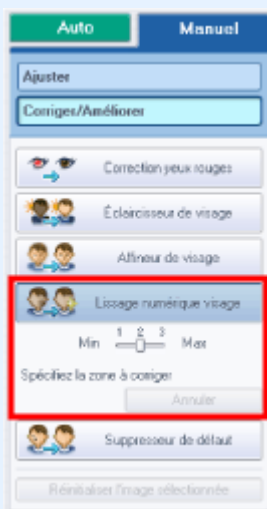 Auto Manuel
Ajuster
Corriger/Améliorer
Correction yeux rouges
Éclaircisseur de visage
Affineur de visage
Lissage numérique visage
1 2 3
Min Max
Spécifiez la zone à corriger
Annuler
Suppresseur de défaut
Réinitialiser l'image sélectionnée